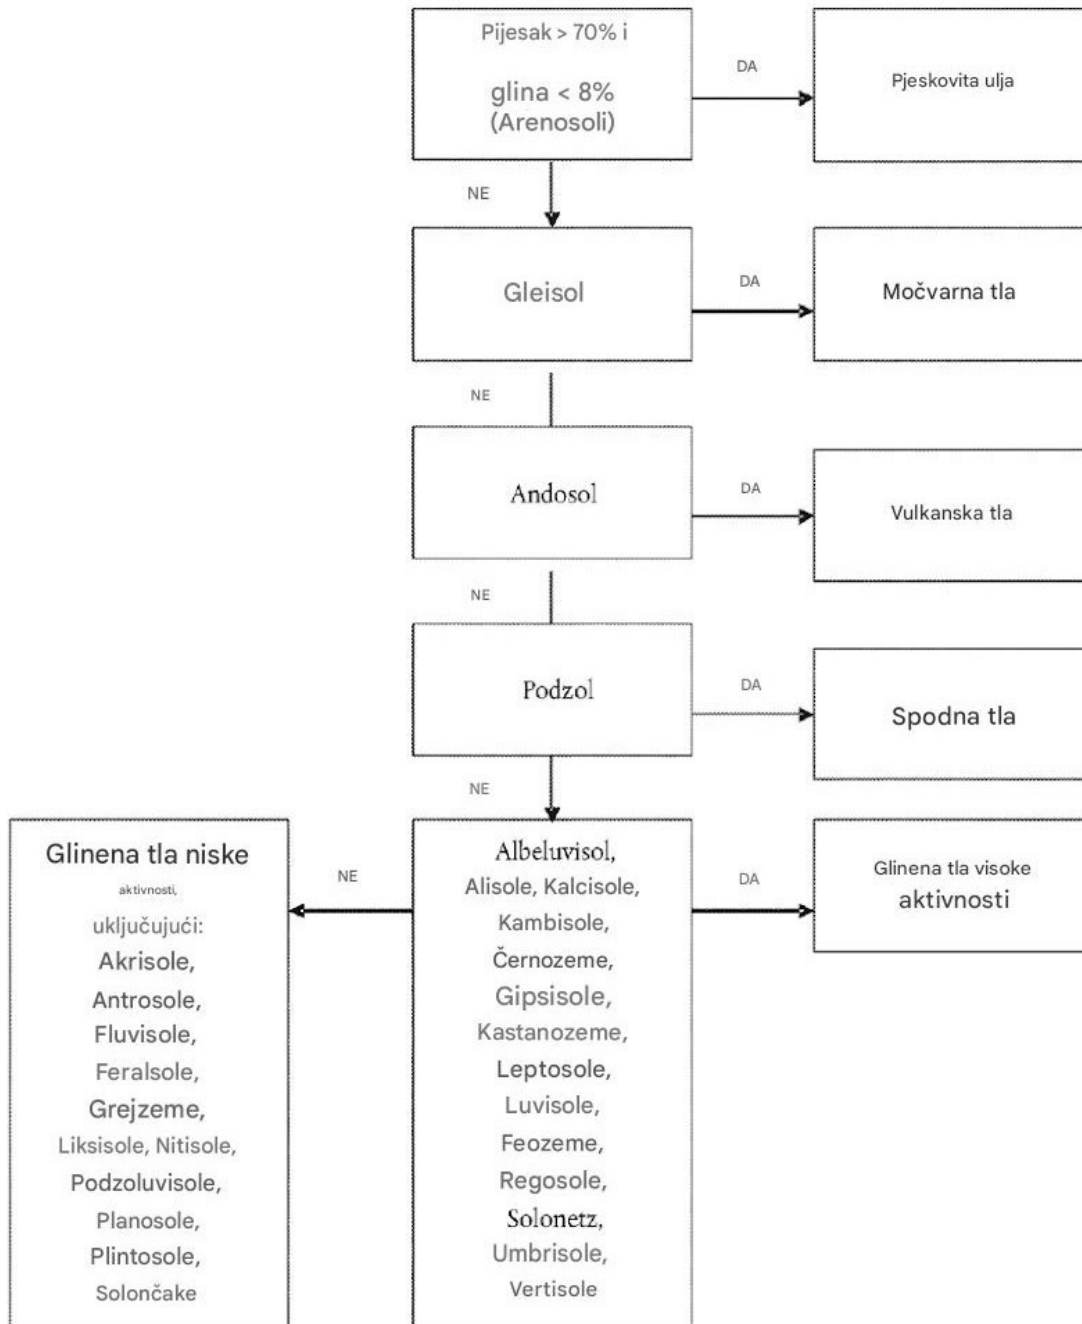 Pijesak > 70% i
glina < 8%
(Arenosoli)
DA
Pjeskovita ulja
NE
Gleisol
DA
Močvarna tla
NE
Andosol
DA
Vulkanska tla
NE
Podzol
DA
Spodna tla
NE
Glinena tla niske
aktivnosti,
uključujući:
Akrisole,
Antrosole,
Fluvisole,
Feralsole,
Grejzeme,
Liksisole, Nitisole,
Podzoluvisole,
Planosole,
Plintosole,
Solončake
NE
Albeluvisol,
Alisole, Kalcisole,
Kambisole,
Černozeme,
Gipsisole,
Kastanozeme,
Leptosole,
Luvisole,
Feozeme,
Regosole,
Solonetz,
Umbrisole,
Vertisole
DA
Glinena tla visoke
aktivnosti